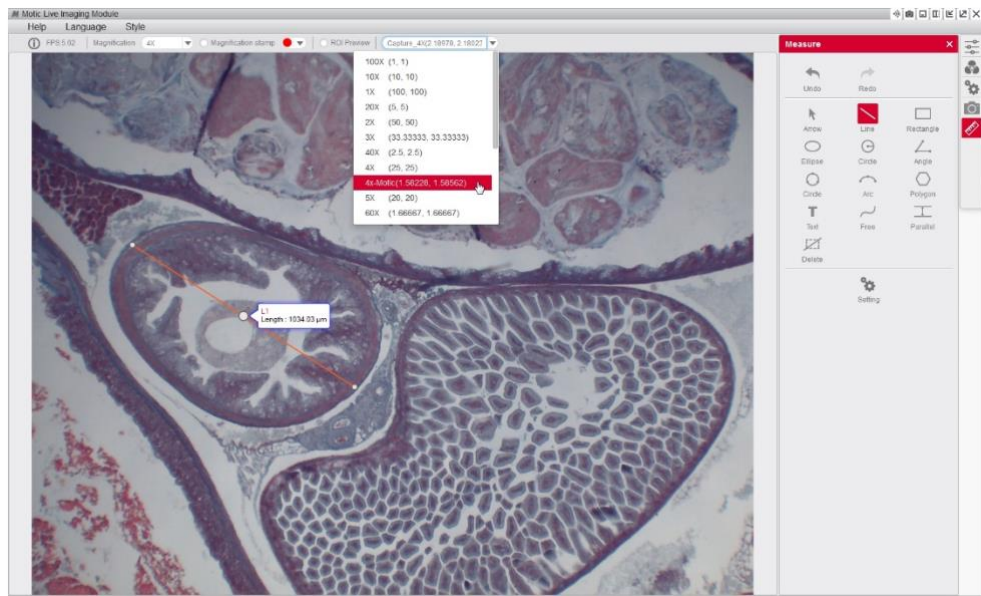 Motic Live Imaging Module
Help Language Style
FPS 5.02 Magnification 4X Magnification stamp ROI Preview Capture_4X(2.18978, 2.18027
100X (1, 1)
10X (10, 10)
1X (100, 100)
20X (5, 5)
2X (50, 50)
3X (33.33333, 33.33333)
40X (2.5, 2.5)
4X (25, 25)
4x-Motic(1.58228, 1.58562)
5X (20, 20)
60X (1.66667, 1.66667)
L1
Length : 1034.03 μm
Measure
Undo Redo
Arrow Line Rectangle
Ellipse Circle Angle
Circle Arc Polygon
Text Free Parallel
Delete
Setting